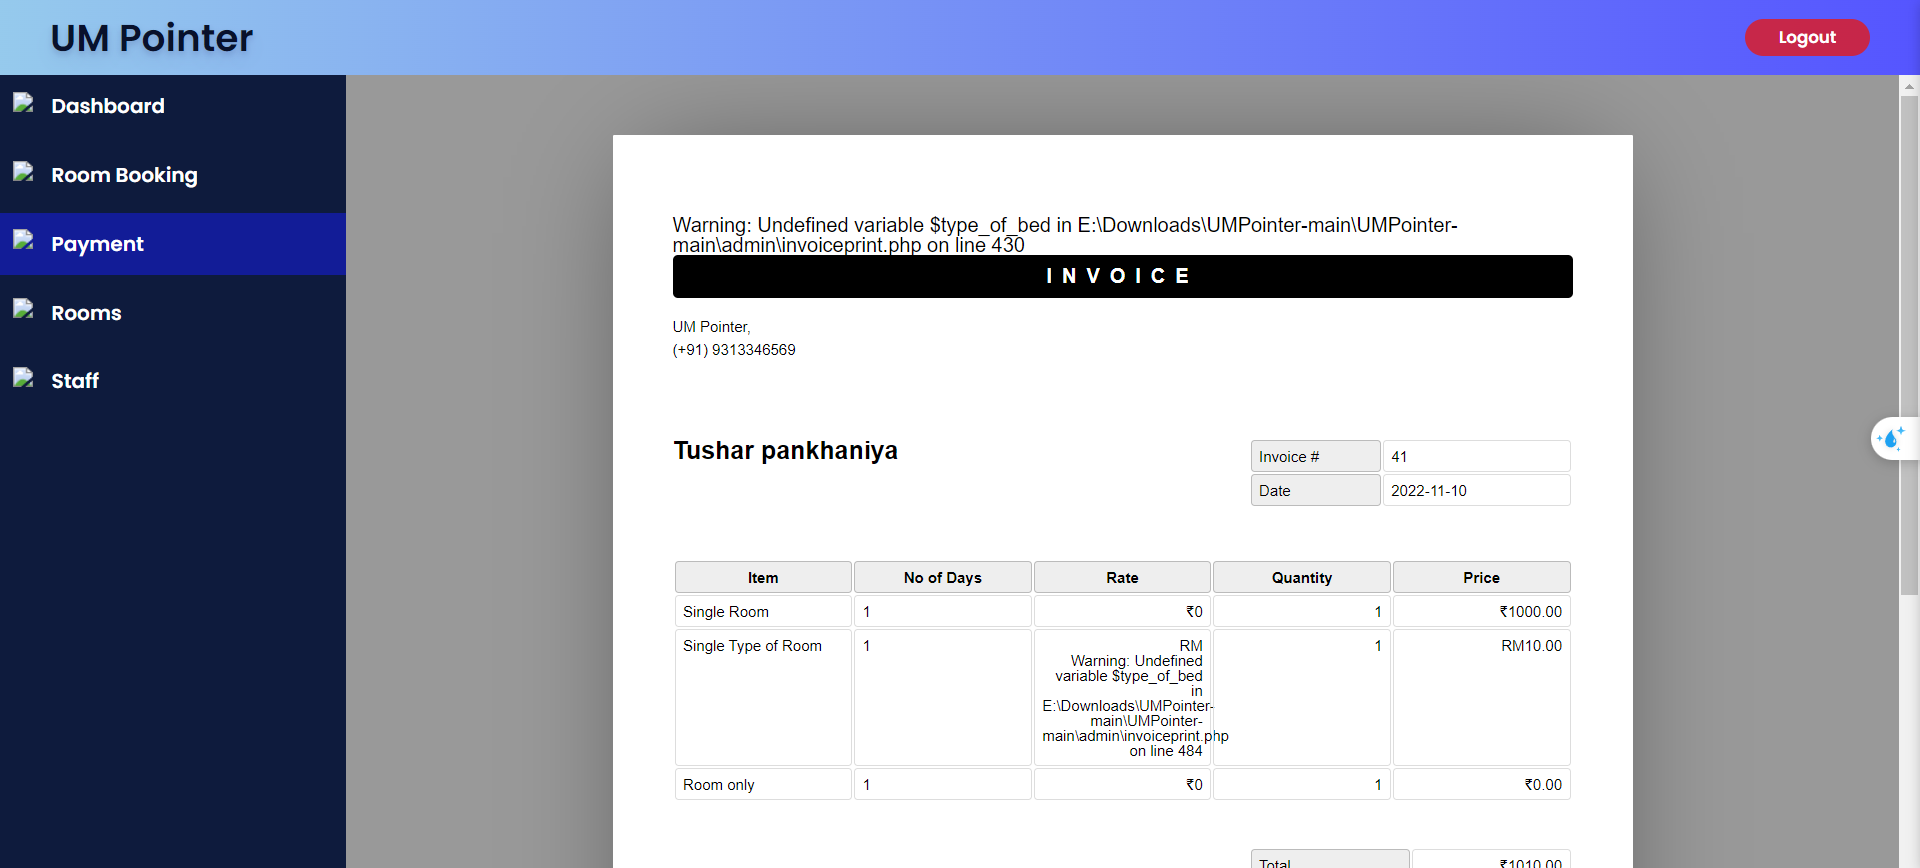 UM Pointer
Logout
Dashboard
Room Booking
Payment
Rooms
Staff
Warning: Undefined variable $type_of_bed in E:\Downloads\UMPointer-main\UMPointer-
main\admin\invoiceprint.php on line 430
INVOICE
UM Pointer,
(+91) 9313346569
Tushar pankhaniya
Invoice # 41
Date 2022-11-10
Item No of Days Rate Quantity Price
Single Room 1 ₹0 1 ₹1000.00
Single Type of Room 1 RM 1 RM10.00
Warning: Undefined
variable $type_of_bed
in
E:\Downloads\UMPointer-
main\UMPointer-
main\admin\invoiceprint.php
on line 484
Room only 1 ₹0 1 ₹0.00
Total ₹1010.00